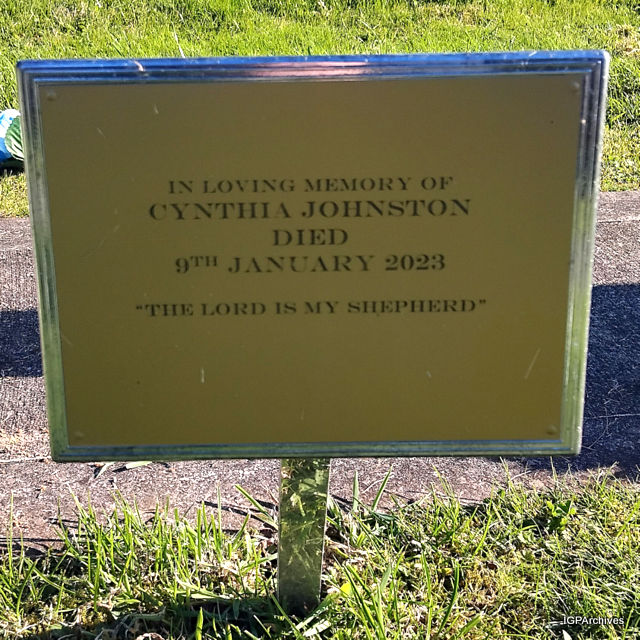 IN LOVING MEMORY OF
CYNTHIA JOHNSTON
DIED
9TH JANUARY 2023
"THE LORD IS MY SHEPHERD"
IGPArchives